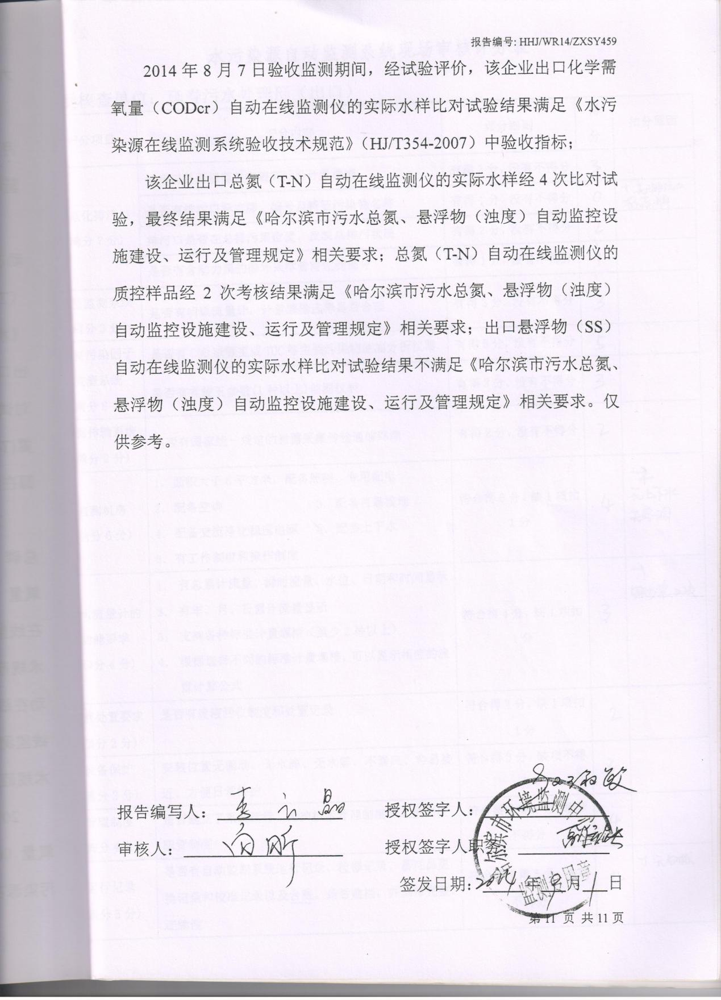 报告编号: HHJ/WR14/ZXSY459
2014 年 8 月 7 日验收监测期间，经试验评价，该企业出口化学需
氧量（CODcr）自动在线监测仪的实际水样比对试验结果满足《水污
染源在线监测系统验收技术规范》（HJ/T354-2007）中验收指标；
该企业出口总氮（T-N）自动在线监测仪的实际水样经 4 次比对试
验，最终结果满足《哈尔滨市污水总氮、悬浮物（浊度）自动监控设
施建设、运行及管理规定》相关要求；总氮（T-N）自动在线监测仪的
质控样品经 2 次考核结果满足《哈尔滨市污水总氮、悬浮物（浊度）
自动监控设施建设、运行及管理规定》相关要求；出口悬浮物（SS）
自动在线监测仪的实际水样比对试验结果不满足《哈尔滨市污水总氮、
悬浮物（浊度）自动监控设施建设、运行及管理规定》相关要求。仅
供参考。
报告编写人：
授权签字人：
审核人：
授权签字人职务
签发日期: 2014 年 9 月 1 日
尔滨市环境监测中
监测
第 11 页 共 11 页